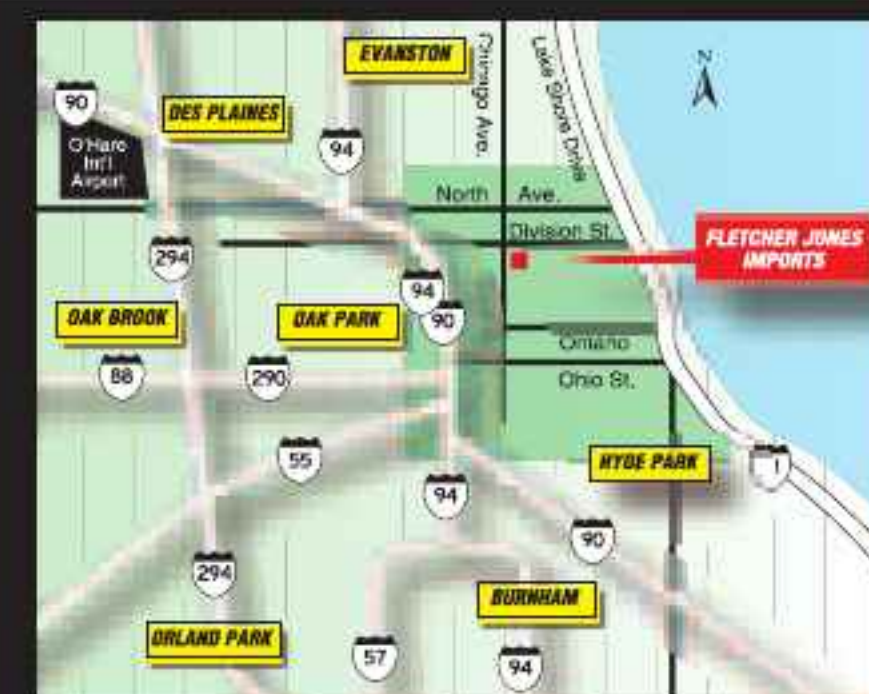 EVANSTON
Chicago Ave.
Lake Shore Drive
N
90
DES PLAINES
O'Hare
Int'l
Airport
94
North Ave.
Division St.
FLETCHER JONES
IMPORTS
294
94
90
OAK BROOK
OAK PARK
Ontario
88
290
Ohio St.
55
HYDE PARK
1
94
90
294
BURNHAM
ORLAND PARK
57
94